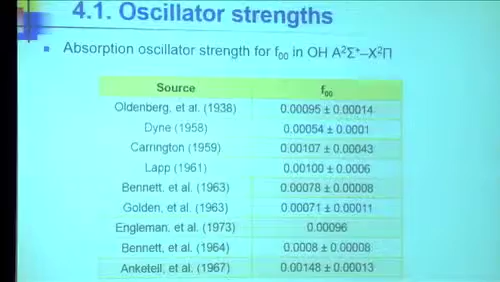 4.1. Oscillator strengths
Absorption oscillator strength for f00 in OH A²Σ⁺–X²Π
Source f00
Oldenberg, et al. (1938) 0.00095 ± 0.00014
Dyne (1958) 0.00054 ± 0.0001
Carrington (1959) 0.00107 ± 0.00043
Lapp (1961) 0.00100 ± 0.0006
Bennett, et al. (1963) 0.00078 ± 0.00008
Golden, et al. (1963) 0.00071 ± 0.00011
Engleman, et al. (1973) 0.00096
Bennett, et al. (1964) 0.0008 ± 0.00008
Anketell, et al. (1967) 0.00148 ± 0.00013